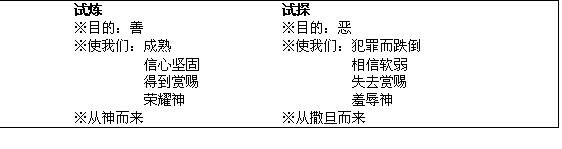 试炼 试探
※目的：善 ※目的：恶
※使我们：成熟 ※使我们：犯罪而跌倒
信心坚固 相信软弱
得到赏赐 失去赏赐
荣耀神 羞辱神
※从神而来 ※从撒旦而来